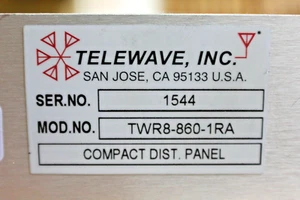 TELEWAVE, INC.
SAN JOSE, CA 95133 U.S.A.
SER.NO. 1544
MOD.NO. TWR8-860-1RA
COMPACT DIST. PANEL